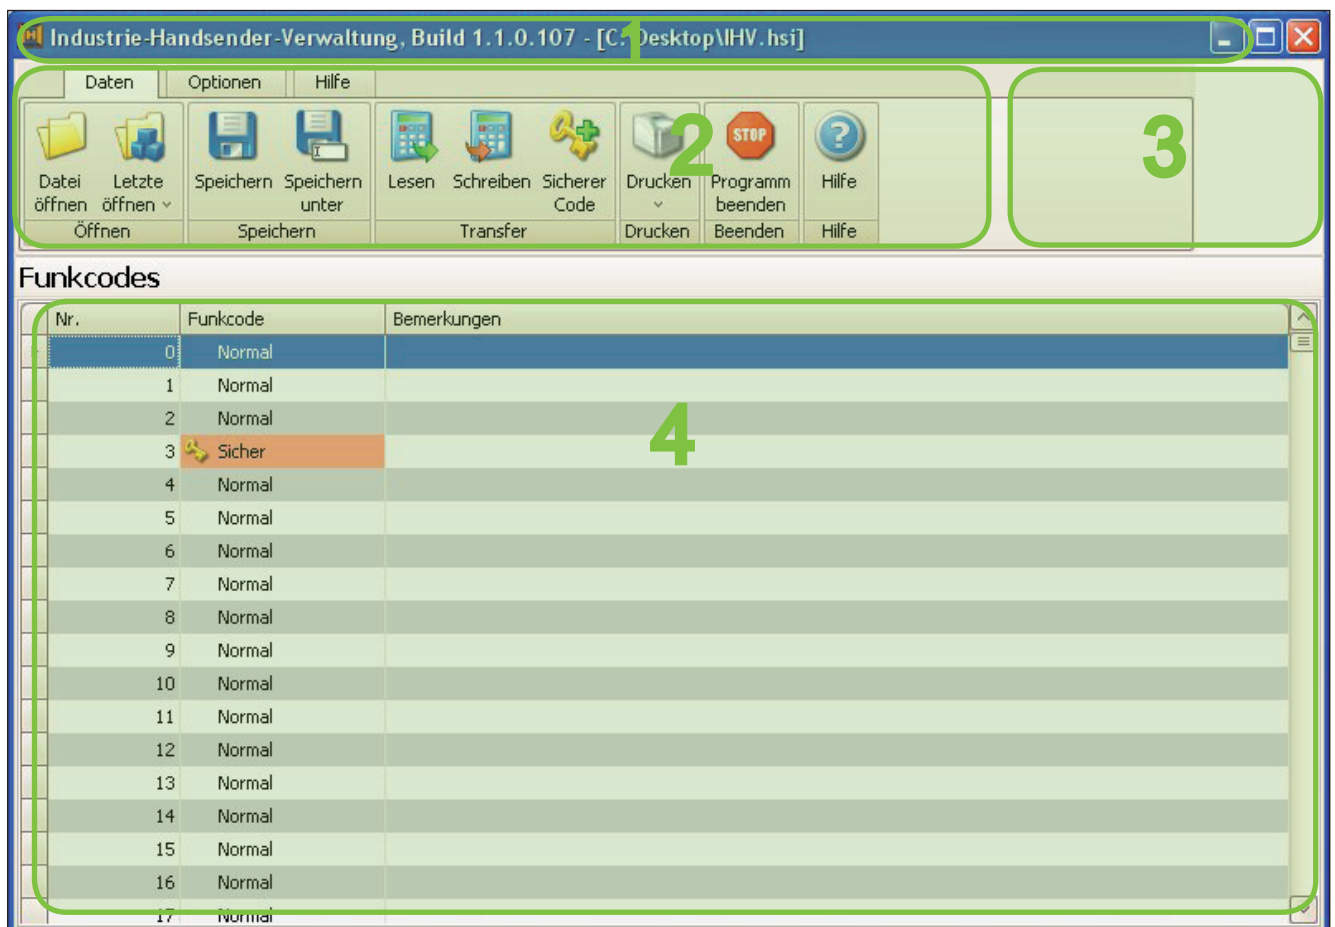 Industrie-Handsender-Verwaltung, Build 1.1.0.107 - [C:\Desktop\IHV.hsi]
1
Daten Optionen Hilfe
Datei öffnen
Letzte öffnen
Speichern
Speichern unter
Lesen
Schreiben
Sicherer Code
Drucken
STOP
Programm beenden
?
Hilfe
Öffnen Speichern Transfer Drucken Beenden Hilfe
2
3
Funkcodes
Nr. Funkcode Bemerkungen
0 Normal
1 Normal
2 Normal
3 Sicher
4
4 Normal
5 Normal
6 Normal
7 Normal
8 Normal
9 Normal
10 Normal
11 Normal
12 Normal
13 Normal
14 Normal
15 Normal
16 Normal
17 Normal